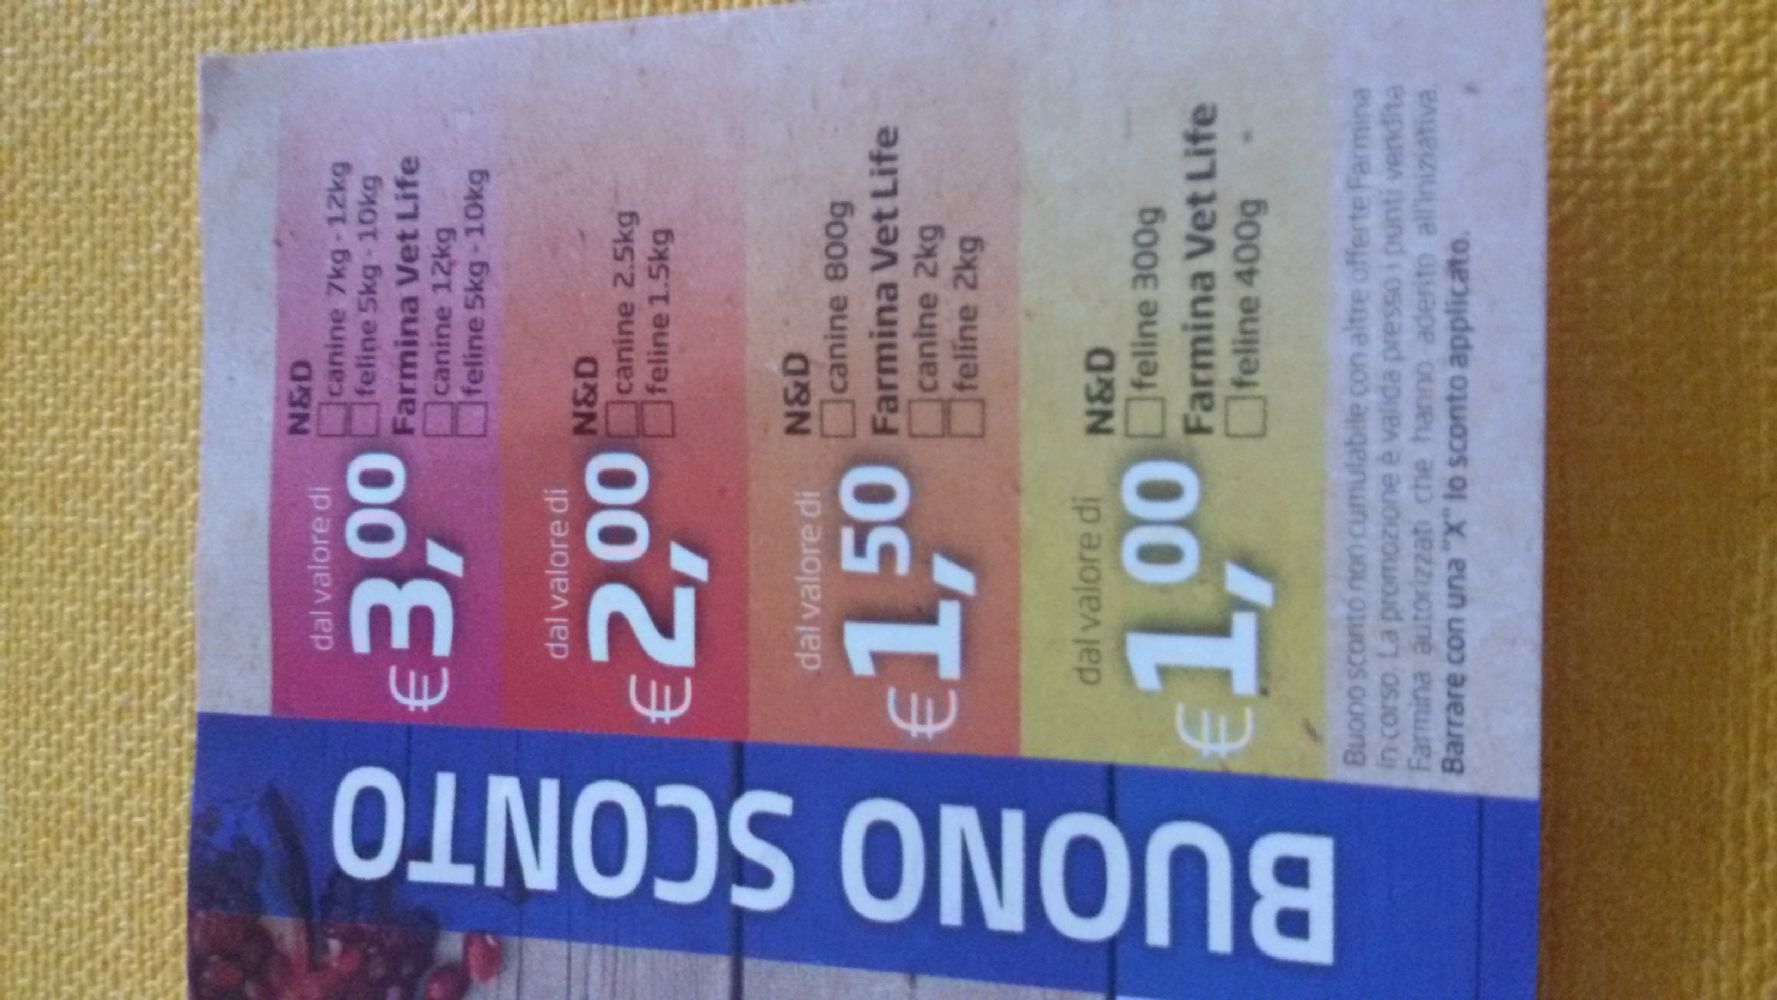 BUONO SCONTO
dal valore di
€3,00
N&D
canine 7kg - 12kg
feline 5kg - 10kg
Farmina Vet Life
canine 12kg
feline 5kg - 10kg
dal valore di
€2,00
N&D
canine 2.5kg
feline 1.5kg
dal valore di
€1,50
N&D
canine 800g
Farmina Vet Life
canine 2kg
feline 2kg
dal valore di
€1,00
N&D
feline 300g
Farmina Vet Life
feline 400g
Buono sconto non cumulabile con altre offerte Farmina
in corso. La promozione è valida presso i punti vendita
Farmina autorizzati che hanno aderito all'iniziativa.
Barrare con una "X" lo sconto applicato.